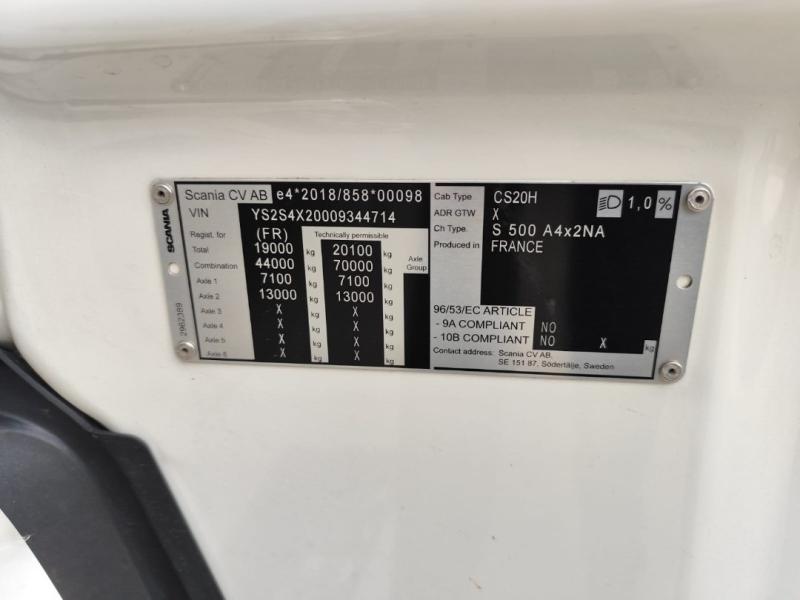 SCANIA
2962389
Scania CV AB e4*2018/858*00098
VIN YS2S4X20009344714
Regist. for (FR) Technically permissible
Total 19000 kg 20100 kg Axle Group
Combination 44000 kg 70000 kg
Axle 1 7100 kg 7100 kg
Axle 2 13000 kg 13000 kg
Axle 3 X kg X kg
Axle 4 X kg X kg
Axle 5 X kg X kg
Axle 6 X kg X kg
Cab Type CS20H 1,0 %
ADR GTW X
Ch Type S 500 A4x2NA
Produced in FRANCE
96/53/EC ARTICLE
- 9A COMPLIANT NO
- 10B COMPLIANT NO X kg
Contact address: Scania CV AB,
SE 151 87, Södertälje, Sweden